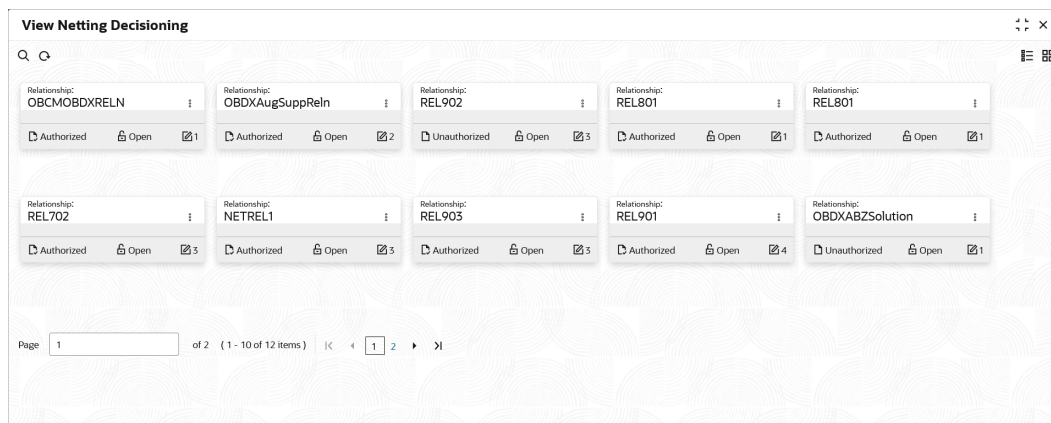 View Netting Decisioning
Relationship: Relationship: Relationship: Relationship: Relationship:
OBCMOBDXRELN OBDXAugSuppReln REL902 REL801 REL801
Authorized Open 1 Authorized Open 2 Unauthorized Open 3 Authorized Open 1 Authorized Open 1
Relationship: Relationship: Relationship: Relationship: Relationship:
REL702 NETREL1 REL903 REL901 OBDXABZSolution
Authorized Open 3 Authorized Open 3 Authorized Open 3 Authorized Open 4 Unauthorized Open 1
Page 1 of 2 ( 1 - 10 of 12 items ) 1 2